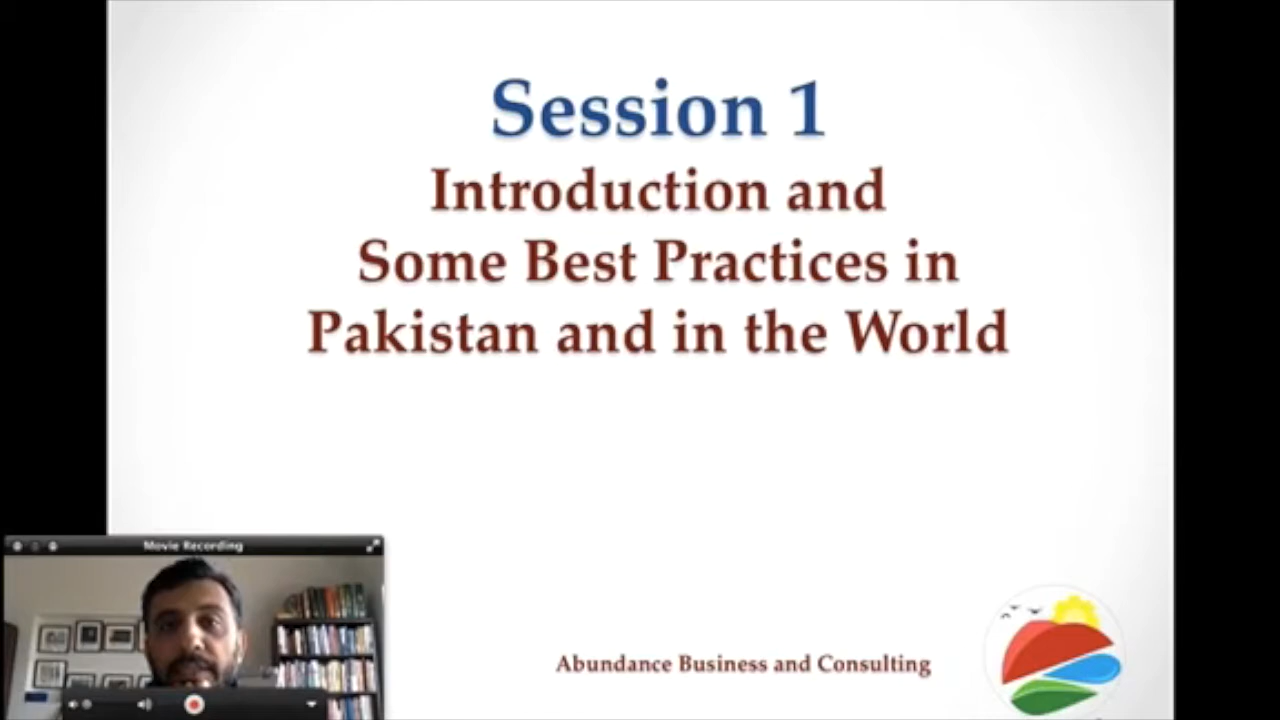 Session 1
Introduction and
Some Best Practices in
Pakistan and in the World
Movie Recording
Abundance Business and Consulting